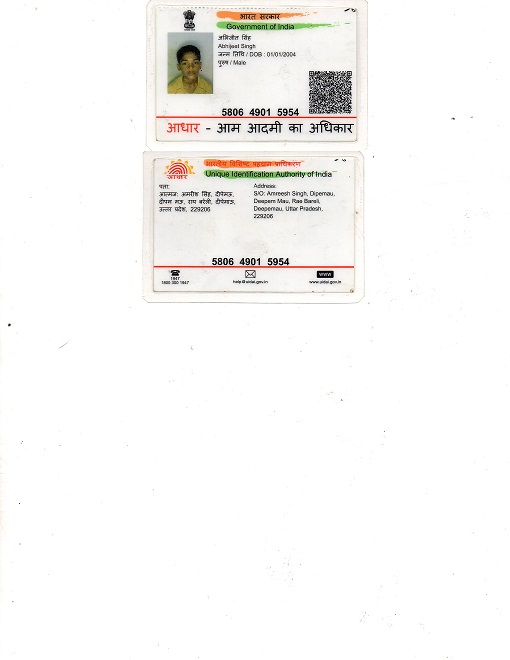 भारत सरकार
Government of India
अभिजीत सिंह
Abhijeet Singh
जन्म तिथि / DOB : 01/01/2004
पुरुष / Male
5806 4901 5954
आधार - आम आदमी का अधिकार
भारतीय विशिष्ट पहचान प्राधिकरण
Unique Identification Authority of India
आधार
पता:
आत्मज: अमरीश सिंह, दीपेमऊ,
दीपम मऊ, राय बरेली, दीपेमाऊ,
उत्तर प्रदेश, 229206
Address:
S/O: Amreesh Singh, Dipemau,
Deepem Mau, Rae Bareli,
Deepemau, Uttar Pradesh,
229206
5806 4901 5954
1947
1800 300 1947
help@uidai.gov.in
www
www.uidai.gov.in